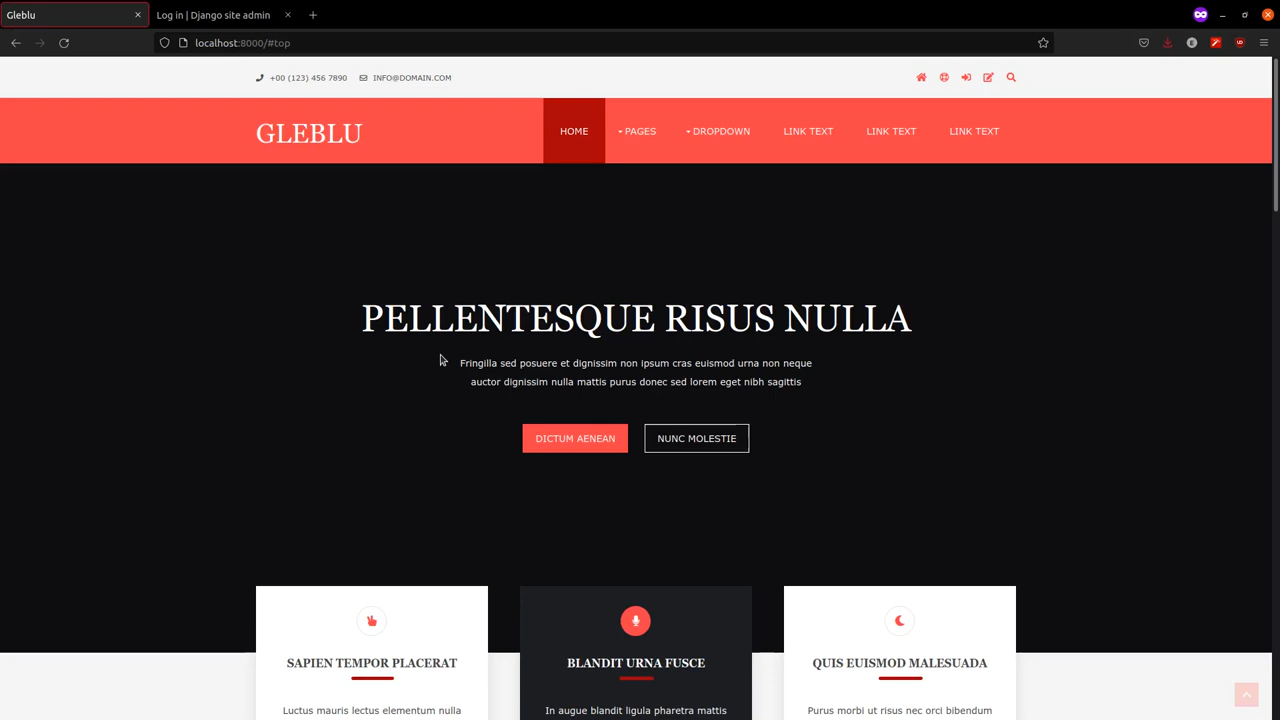 Gleblu
Log in | Django site admin
localhost:8000/#top
+00 (123) 456 7890 INFO@DOMAIN.COM
GLEBLU
HOME PAGES DROPDOWN LINK TEXT LINK TEXT LINK TEXT
PELLENTESQUE RISUS NULLA
Fringilla sed posuere et dignissim non ipsum cras euismod urna non neque
auctor dignissim nulla mattis purus donec sed lorem eget nibh sagittis
DICTUM AENEAN
NUNC MOLESTIE
SAPIEN TEMPOR PLACERAT
Luctus mauris lectus elementum nulla
BLANDIT URNA FUSCE
In augue blandit ligula pharetra mattis
QUIS EUISMOD MALESUADA
Purus morbi ut risus nec orci bibendum